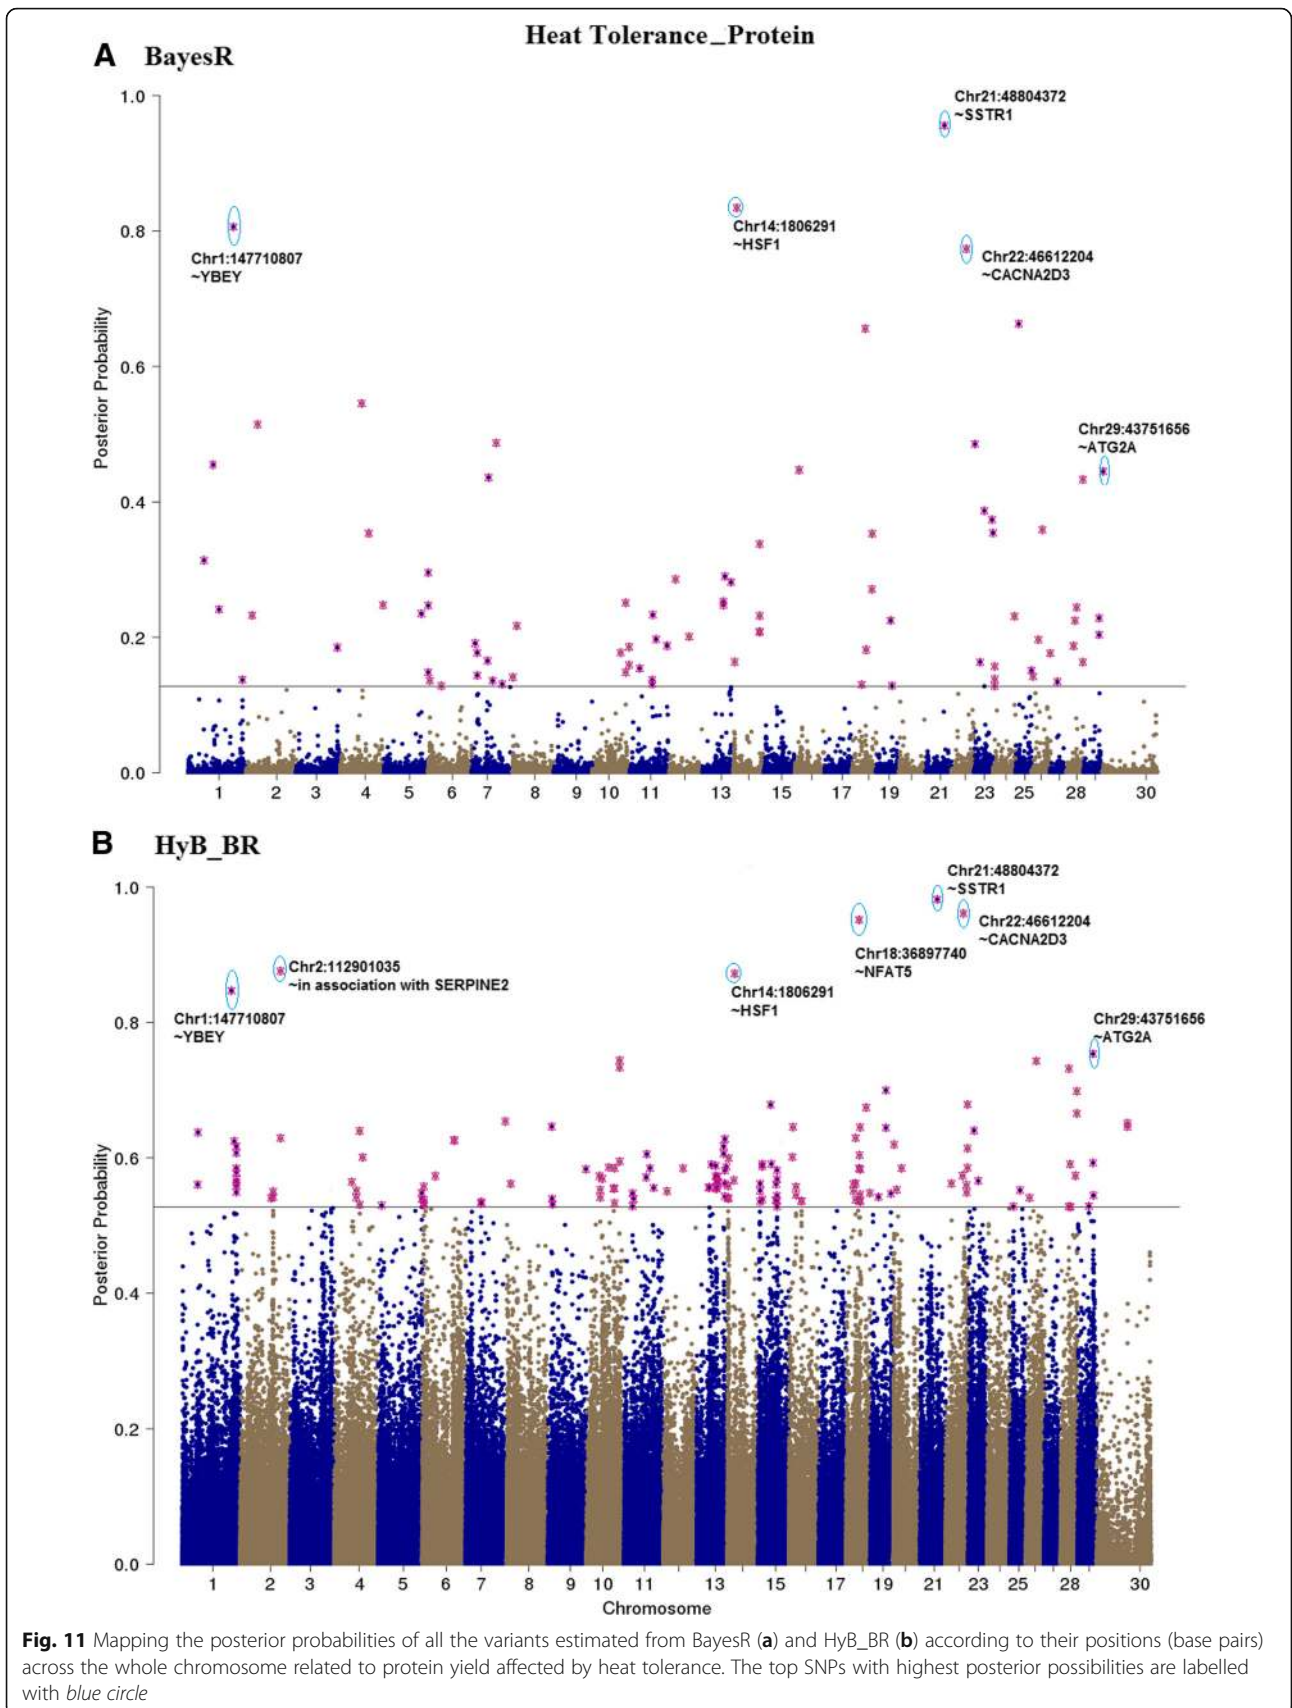 Heat Tolerance_Protein
A BayesR
Chr21:48804372
~SSTR1
1.0
Chr14:1806291
~HSF1
0.8
Chr1:147710807
~YBEY
Chr22:46612204
~CACNA2D3
Posterior Probability
0.6
Chr29:43751656
~ATG2A
0.4
0.2
0.0
1 2 3 4 5 6 7 8 9 10 11 13 15 17 19 21 23 25 28 30
B HyB_BR
Chr21:48804372
~SSTR1
1.0
Chr22:46612204
~CACNA2D3
Chr18:36897740
~NFAT5
Chr2:112901035
~in association with SERPINE2
Chr14:1806291
~HSF1
Chr1:147710807
~YBEY
Chr29:43751656
~ATG2A
0.8
Posterior Probability
0.6
0.4
0.2
0.0
1 2 3 4 5 6 7 8 9 10 11 13 15 17 19 21 23 25 28 30
Chromosome
Fig. 11 Mapping the posterior probabilities of all the variants estimated from BayesR (a) and HyB_BR (b) according to their positions (base pairs)
across the whole chromosome related to protein yield affected by heat tolerance. The top SNPs with highest posterior possibilities are labelled
with blue circle